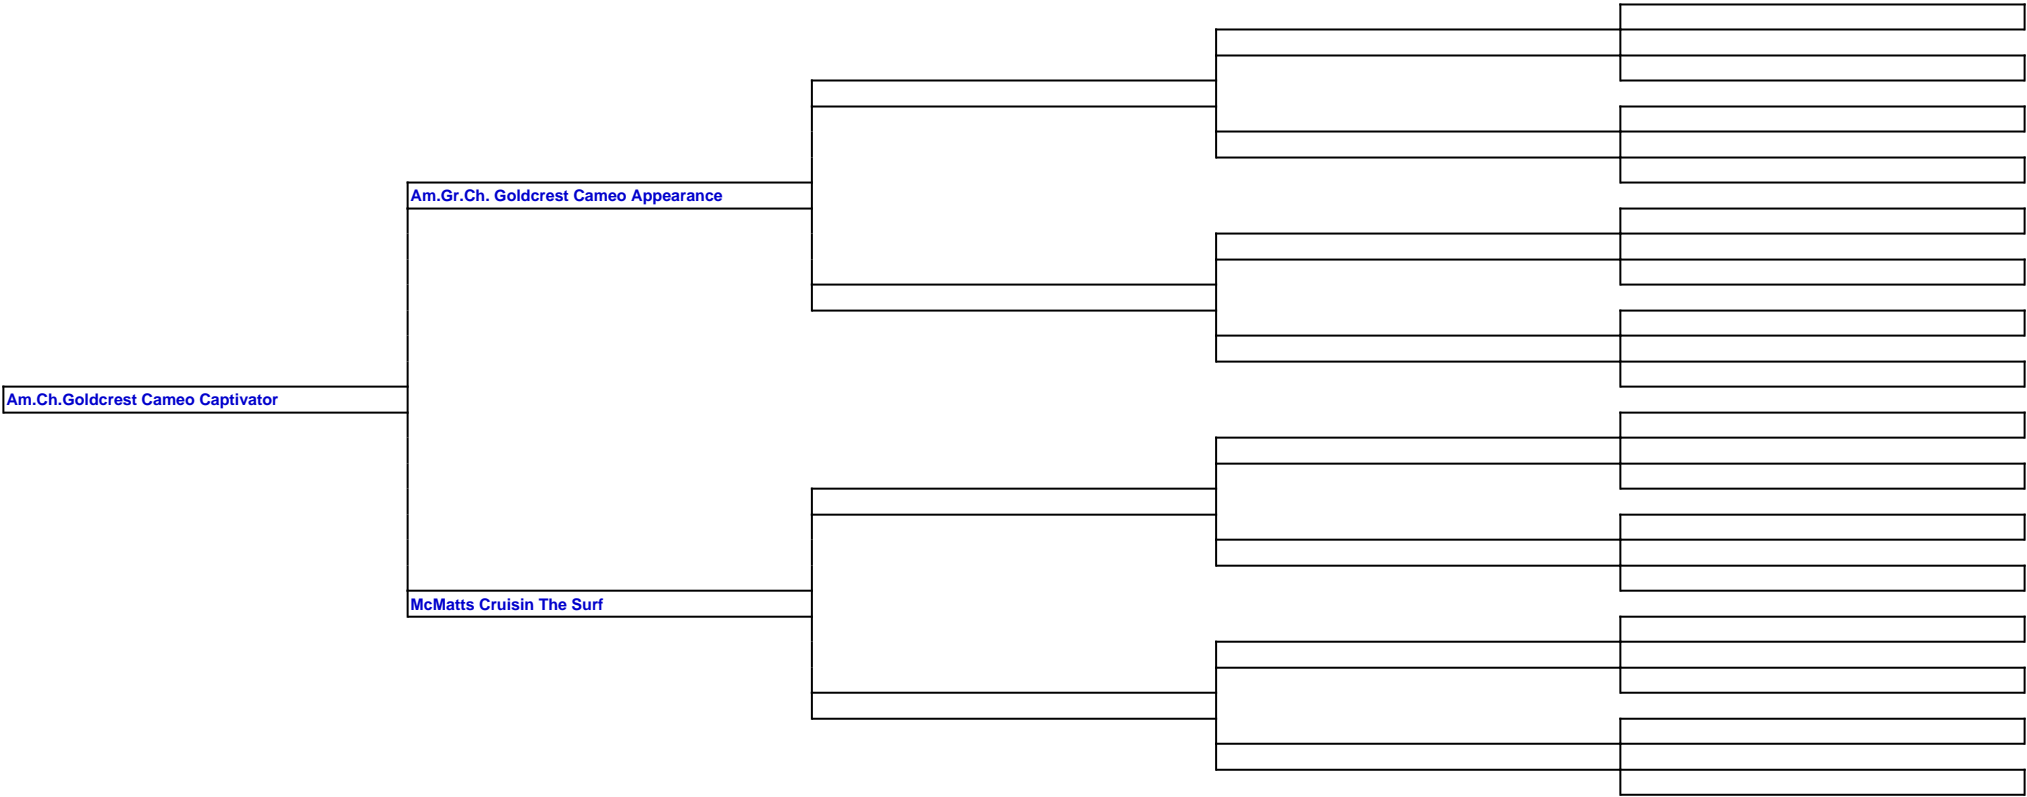 Am.Gr.Ch. Goldcrest Cameo Appearance
Am.Ch.Goldcrest Cameo Captivator
McMatts Cruisin The Surf